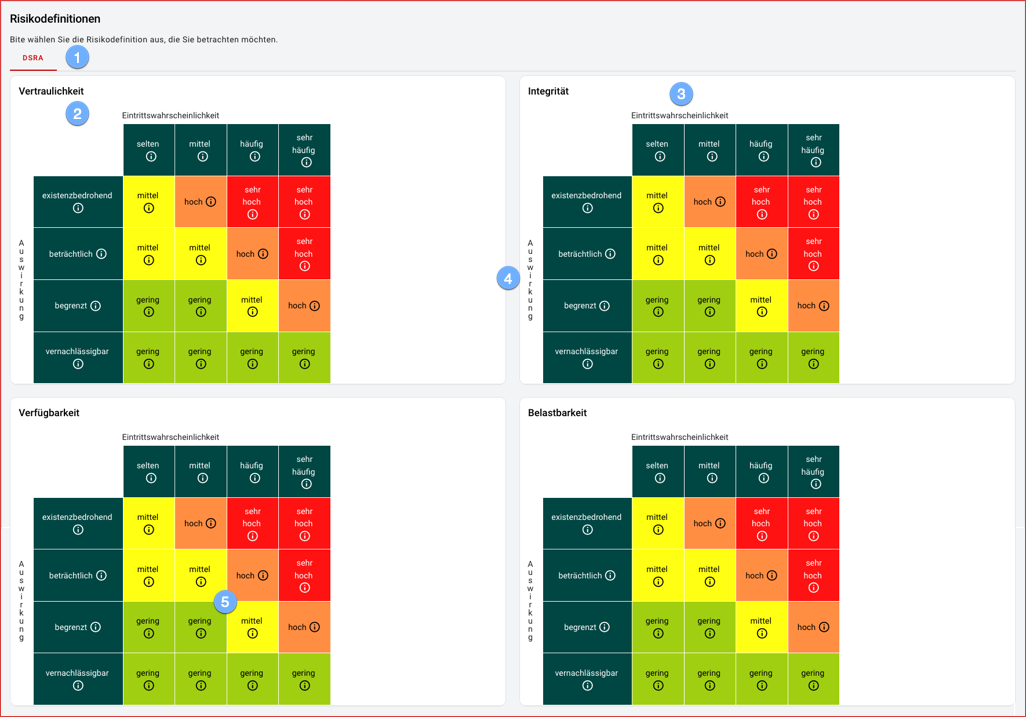 Risikodefinitionen
Bite wählen Sie die Risikodefinition aus, die Sie betrachten möchten.
DSRA
1
Vertraulichkeit
2
Eintrittswahrscheinlichkeit
selten
mittel
häufig
sehr
häufig
existenzbedrohend
mittel
hoch
sehr
hoch
sehr
hoch
beträchtlich
mittel
mittel
hoch
sehr
hoch
begrenzt
gering
gering
mittel
hoch
vernachlässigbar
gering
gering
gering
gering
Auswirkung
Integrität
3
Eintrittswahrscheinlichkeit
selten
mittel
häufig
sehr
häufig
existenzbedrohend
mittel
hoch
sehr
hoch
sehr
hoch
beträchtlich
mittel
mittel
hoch
sehr
hoch
begrenzt
gering
gering
mittel
hoch
vernachlässigbar
gering
gering
gering
gering
Auswirkung
4
Verfügbarkeit
Eintrittswahrscheinlichkeit
selten
mittel
häufig
sehr
häufig
existenzbedrohend
mittel
hoch
sehr
hoch
sehr
hoch
beträchtlich
mittel
mittel
hoch
sehr
hoch
5
begrenzt
gering
gering
mittel
hoch
vernachlässigbar
gering
gering
gering
gering
Auswirkung
Belastbarkeit
Eintrittswahrscheinlichkeit
selten
mittel
häufig
sehr
häufig
existenzbedrohend
mittel
hoch
sehr
hoch
sehr
hoch
beträchtlich
mittel
mittel
hoch
sehr
hoch
begrenzt
gering
gering
mittel
hoch
vernachlässigbar
gering
gering
gering
gering
Auswirkung